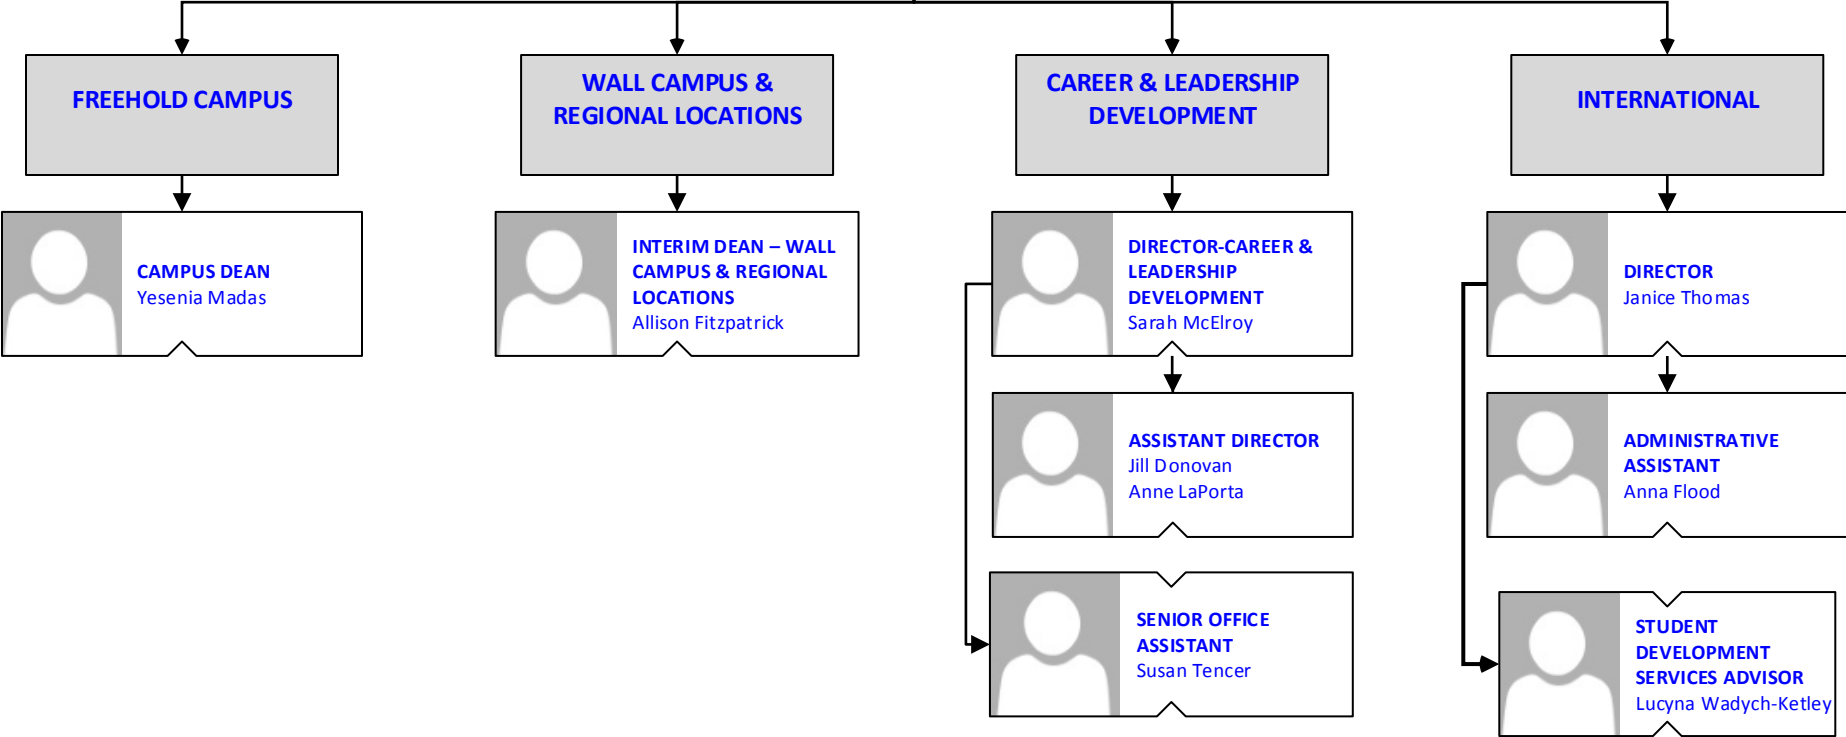 FREEHOLD CAMPUS
WALL CAMPUS &
REGIONAL LOCATIONS
CAREER & LEADERSHIP
DEVELOPMENT
INTERNATIONAL
CAMPUS DEAN
Yesenia Madas
INTERIM DEAN – WALL
CAMPUS & REGIONAL
LOCATIONS
Allison Fitzpatrick
DIRECTOR-CAREER &
LEADERSHIP
DEVELOPMENT
Sarah McElroy
DIRECTOR
Janice Thomas
ASSISTANT DIRECTOR
Jill Donovan
Anne LaPorta
ADMINISTRATIVE
ASSISTANT
Anna Flood
SENIOR OFFICE
ASSISTANT
Susan Tencer
STUDENT
DEVELOPMENT
SERVICES ADVISOR
Lucyna Wadych-Ketley